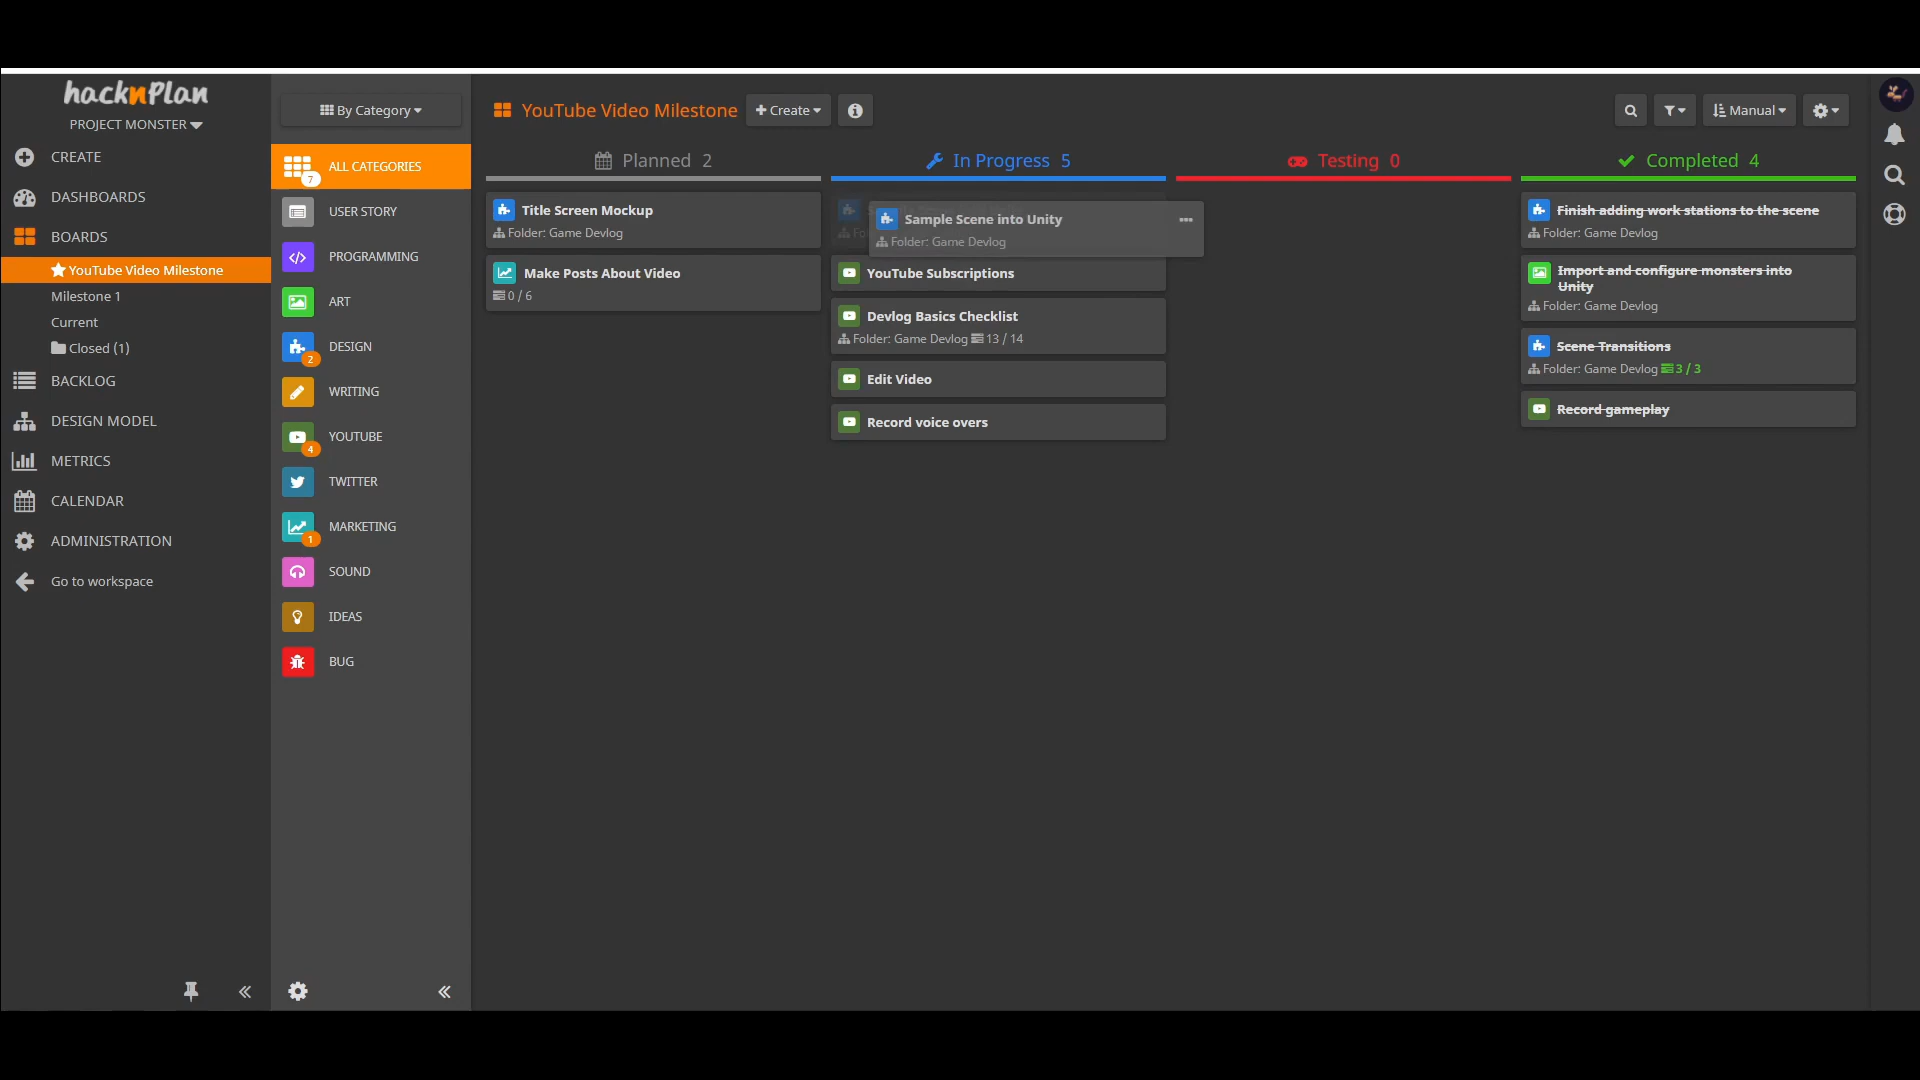 hacknPlan
PROJECT MONSTER
CREATE
DASHBOARDS
BOARDS
YouTube Video Milestone
Milestone 1
Current
Closed (1)
BACKLOG
DESIGN MODEL
METRICS
CALENDAR
ADMINISTRATION
Go to workspace
By Category
ALL CATEGORIES
7
USER STORY
PROGRAMMING
ART
DESIGN
2
WRITING
YOUTUBE
4
TWITTER
MARKETING
1
SOUND
IDEAS
BUG
YouTube Video Milestone
+ Create
Manual
Planned 2
Title Screen Mockup
Folder: Game Devlog
Make Posts About Video
0 / 6
In Progress 5
Sample Scene into Unity
Folder: Game Devlog
YouTube Subscriptions
Devlog Basics Checklist
Folder: Game Devlog 13 / 14
Edit Video
Record voice overs
Testing 0
Completed 4
Finish adding work stations to the scene
Folder: Game Devlog
Import and configure monsters into
Unity
Folder: Game Devlog
Scene Transitions
Folder: Game Devlog 3 / 3
Record gameplay